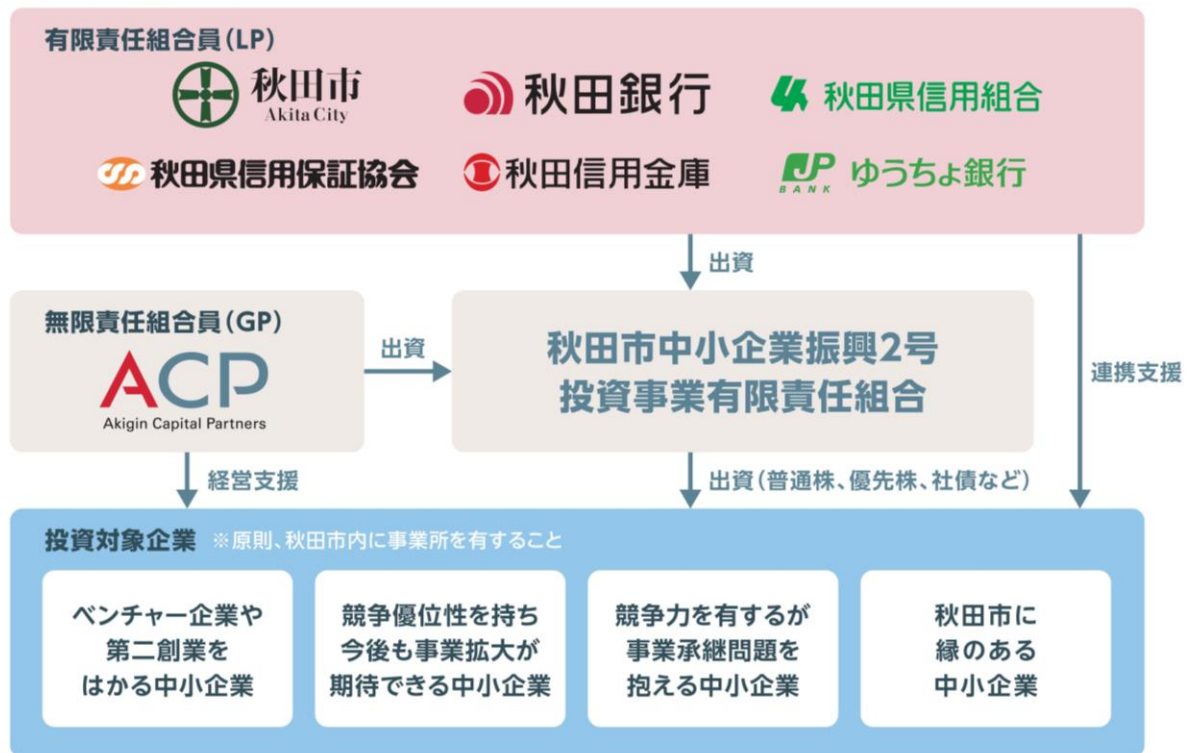 有限責任組合員(LP)
秋田市
Akita City
秋田銀行
秋田県信用組合
秋田県信用保証協会
秋田信用金庫
JP
BANK
ゆうちょ銀行
出資
無限責任組合員(GP)
ACP
Akigin Capital Partners
出資
秋田市中小企業振興2号
投資事業有限責任組合
連携支援
経営支援
出資(普通株、優先株、社債など)
投資対象企業 ※原則、秋田市内に事業所を有すること
ベンチャー企業や
第二創業を
はかる中小企業
競争優位性を持ち
今後も事業拡大が
期待できる中小企業
競争力を有するが
事業承継問題を
抱える中小企業
秋田市に
縁のある
中小企業